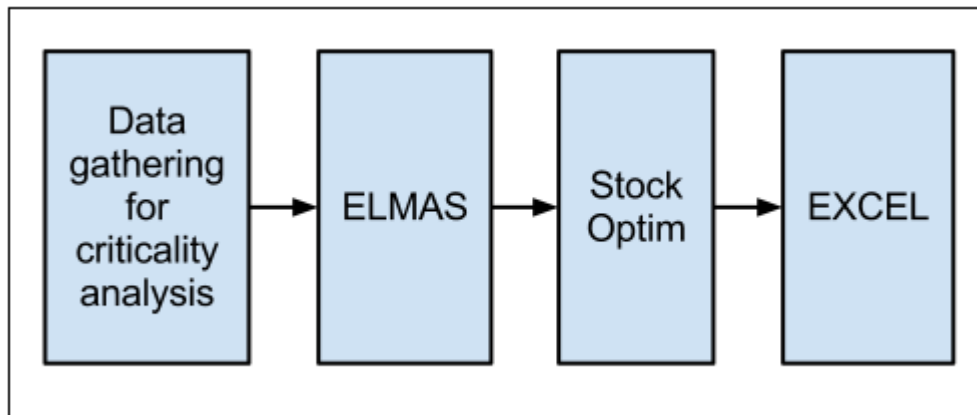 Data
gathering
for
criticality
analysis
ELMAS
Stock
Optim
EXCEL